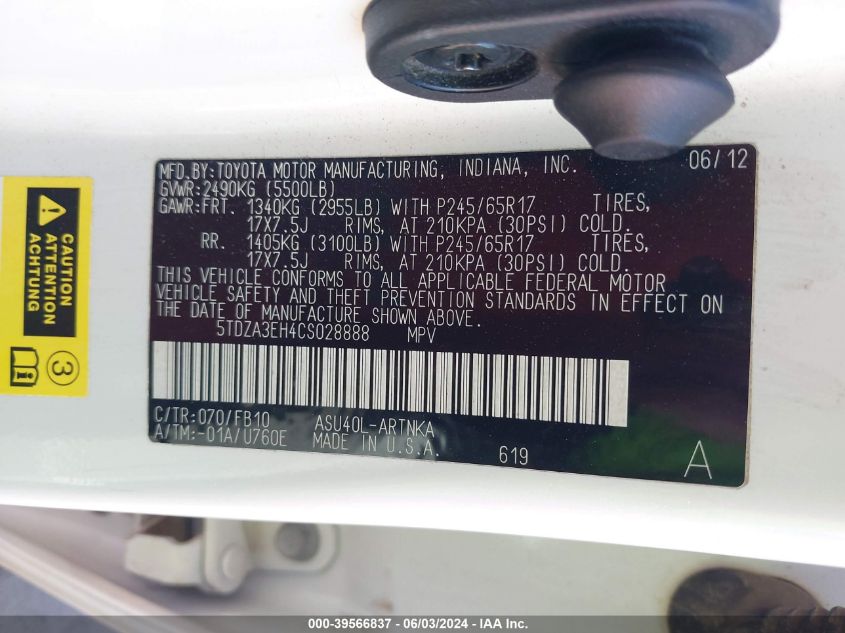 MFD.BY:TOYOTA MOTOR MANUFACTURING, INDIANA, INC. 06/12
GVWR:2490KG (5500LB)
GAWR:FRT. 1340KG (2955LB) WITH P245/65R17 TIRES,
17X7.5J RIMS, AT 210KPA (30PSI) COLD.
RR. 1405KG (3100LB) WITH P245/65R17 TIRES,
17X7.5J RIMS, AT 210KPA (30PSI) COLD.
THIS VEHICLE CONFORMS TO ALL APPLICABLE FEDERAL MOTOR
VEHICLE SAFETY AND THEFT PREVENTION STANDARDS IN EFFECT ON
THE DATE OF MANUFACTURE SHOWN ABOVE.
5TDZA3EH4CS028888 MPV
C/TR:070/FB10 ASU40L-ARTNKA
A/TM:-01A/U760E MADE IN U.S.A. 619 A
CAUTION
ATTENTION
ACHTUNG
3
000-39566837 - 06/03/2024 - IAA Inc.